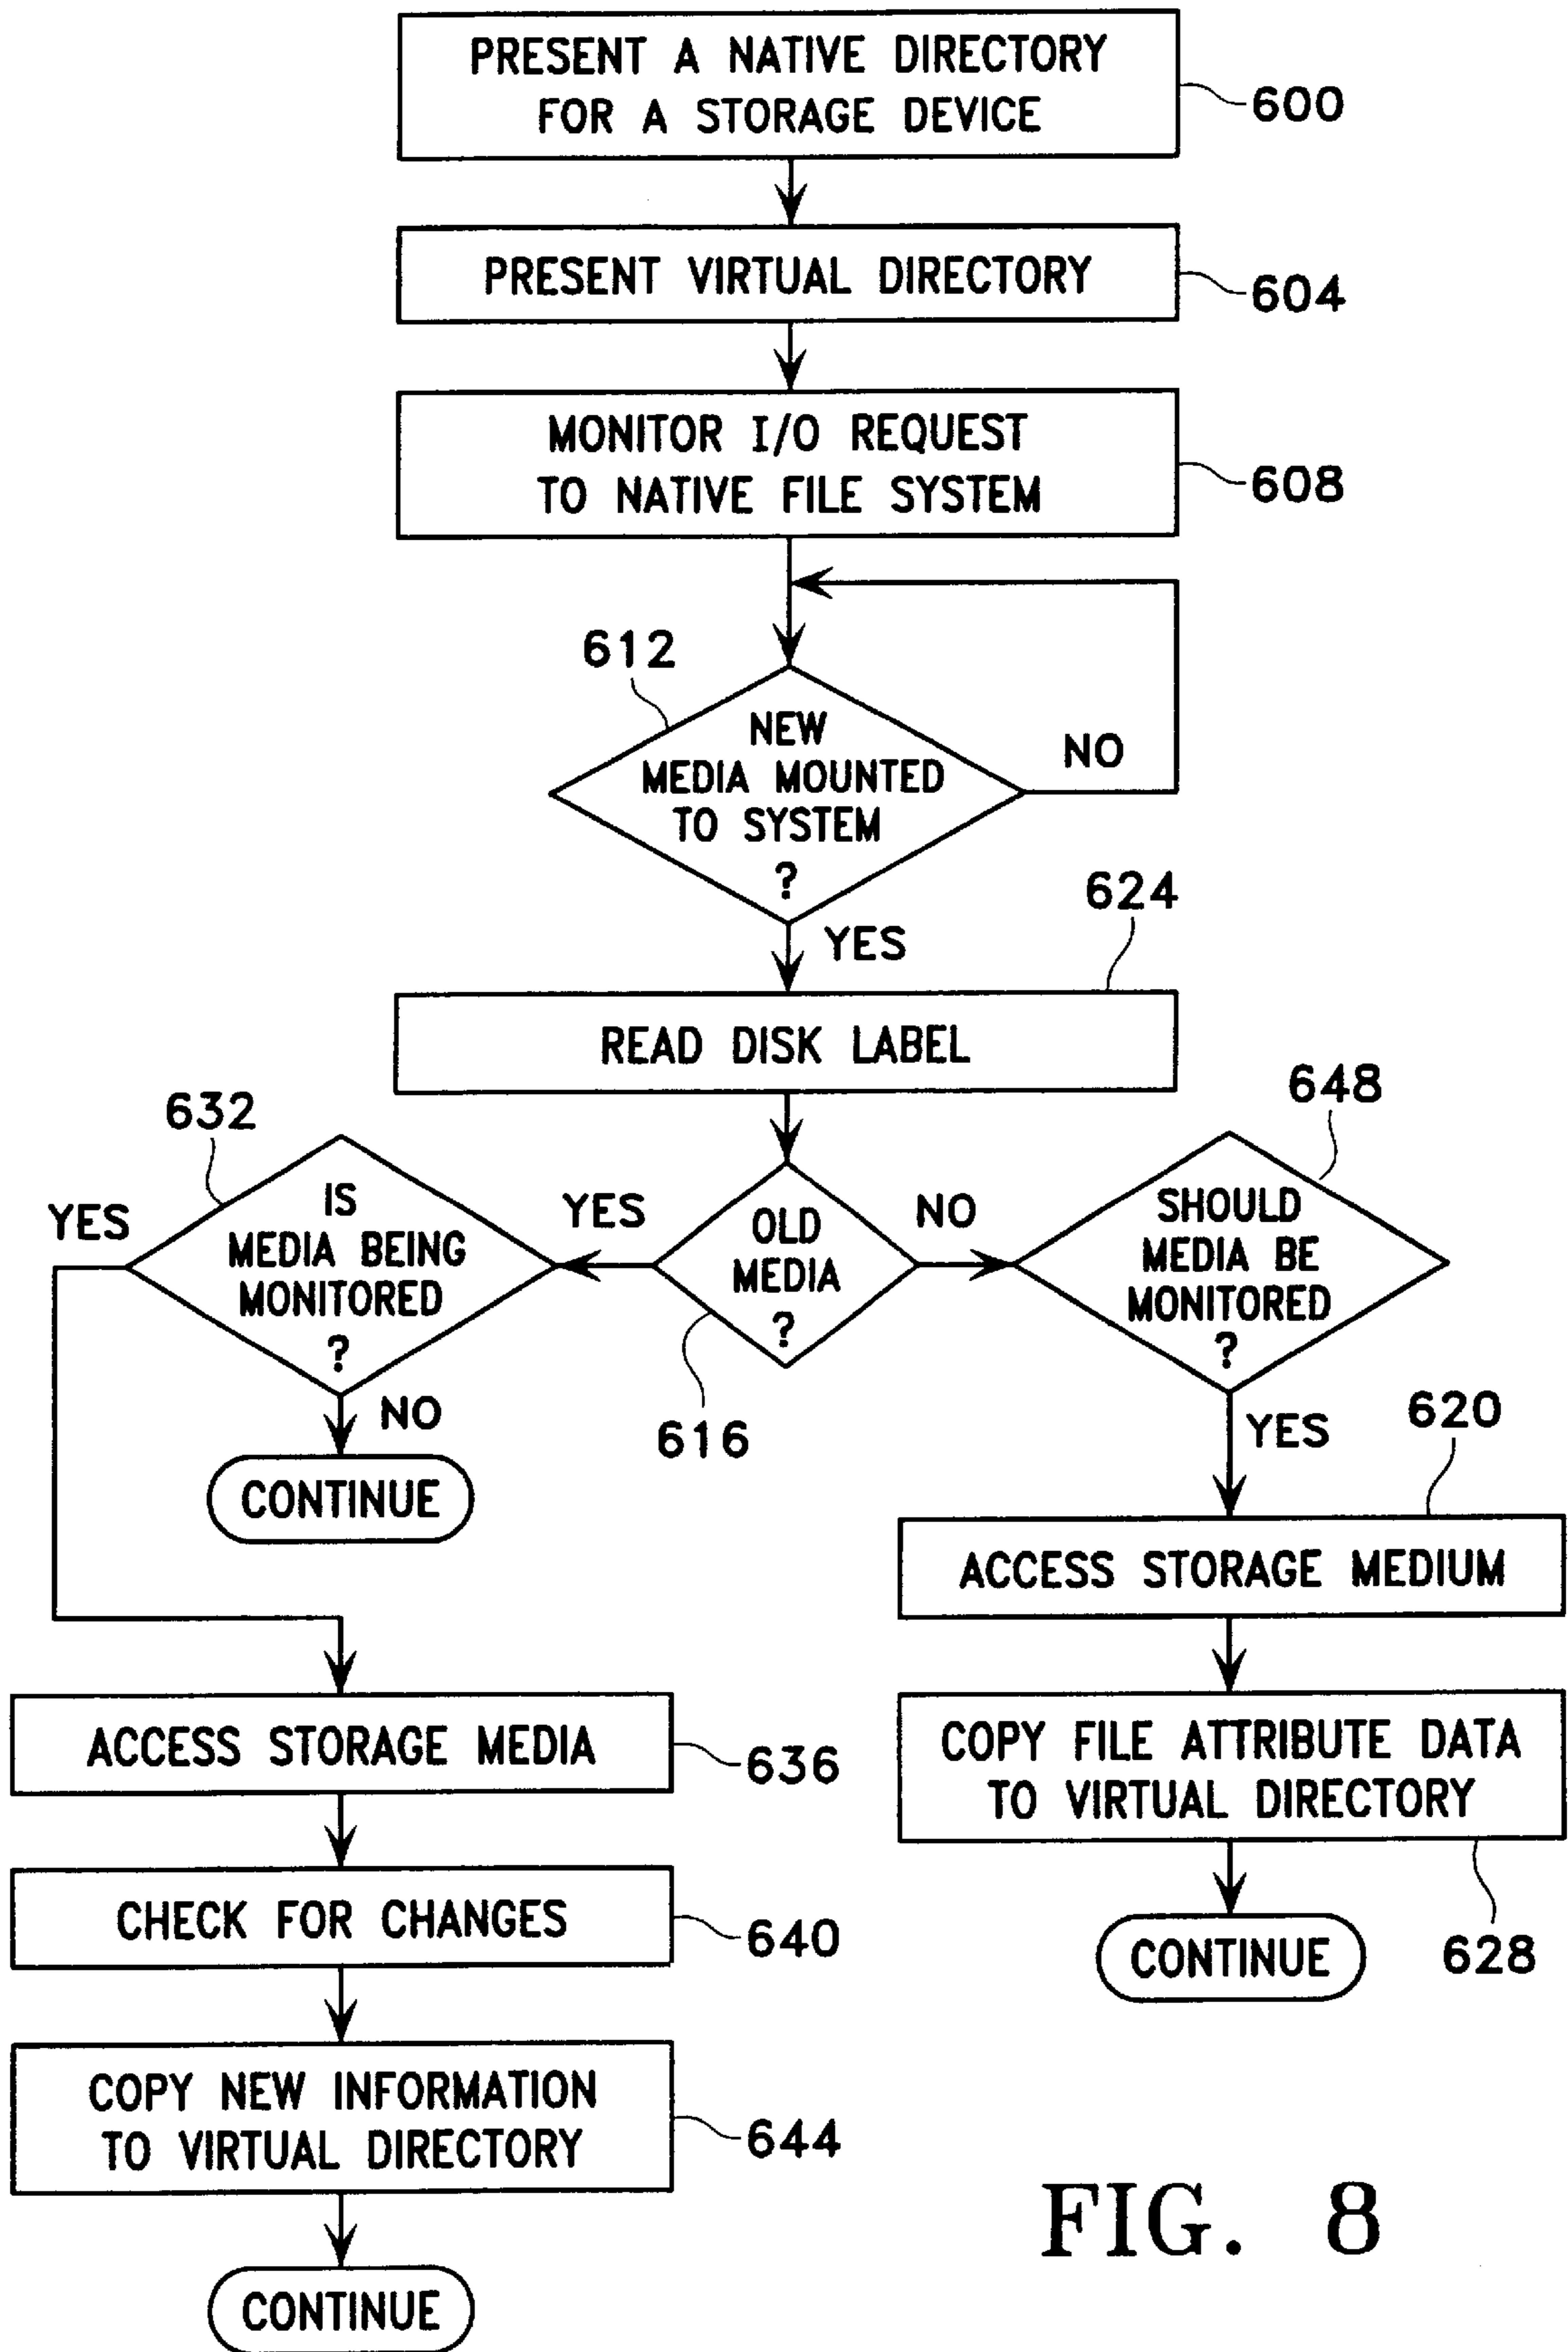 PRESENT A NATIVE DIRECTORY
FOR A STORAGE DEVICE
600
PRESENT VIRTUAL DIRECTORY
604
MONITOR I/O REQUEST
TO NATIVE FILE SYSTEM
608
612
NEW
MEDIA MOUNTED
TO SYSTEM
?
NO
YES
624
READ DISK LABEL
632
IS
MEDIA BEING
MONITORED
?
YES
NO
CONTINUE
YES
OLD
MEDIA
?
616
NO
648
SHOULD
MEDIA BE
MONITORED
?
YES
620
ACCESS STORAGE MEDIUM
COPY FILE ATTRIBUTE DATA
TO VIRTUAL DIRECTORY
628
CONTINUE
ACCESS STORAGE MEDIA
636
CHECK FOR CHANGES
640
COPY NEW INFORMATION
TO VIRTUAL DIRECTORY
644
CONTINUE
FIG. 8